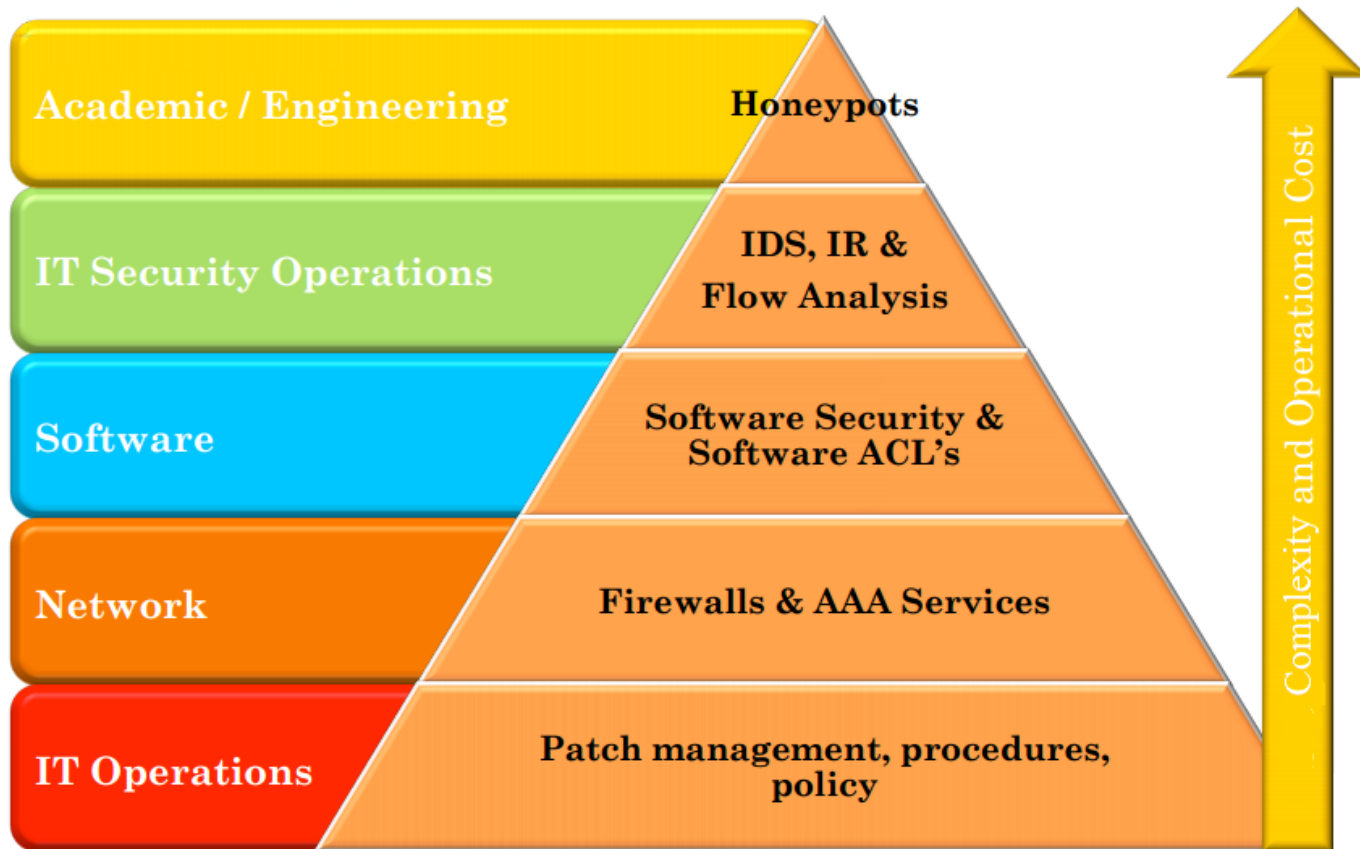 Academic / Engineering
Honeypots
IT Security Operations
IDS, IR &
Flow Analysis
Software
Software Security &
Software ACL's
Network
Firewalls & AAA Services
IT Operations
Patch management, procedures,
policy
Complexity and Operational Cost